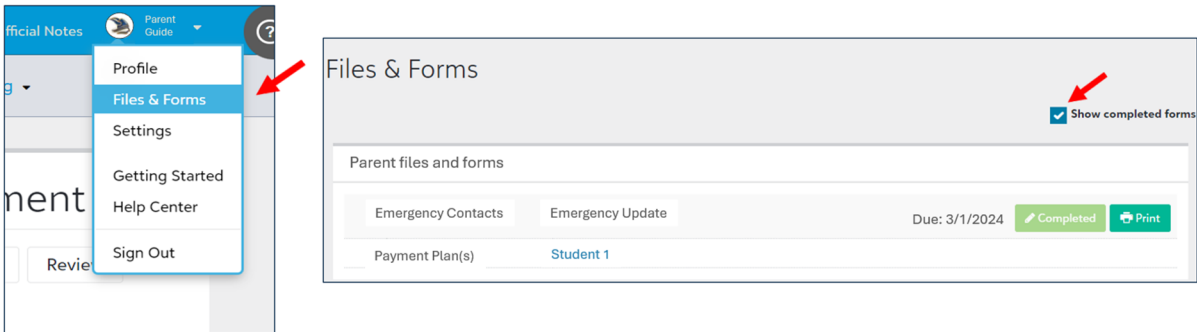 fficial Notes
Parent
Guide
?
g
Profile
Files & Forms
Settings
Getting Started
Help Center
Sign Out
ment
Revie
Files & Forms
Show completed forms
Parent files and forms
Emergency Contacts Emergency Update Due: 3/1/2024 Completed Print
Payment Plan(s) Student 1